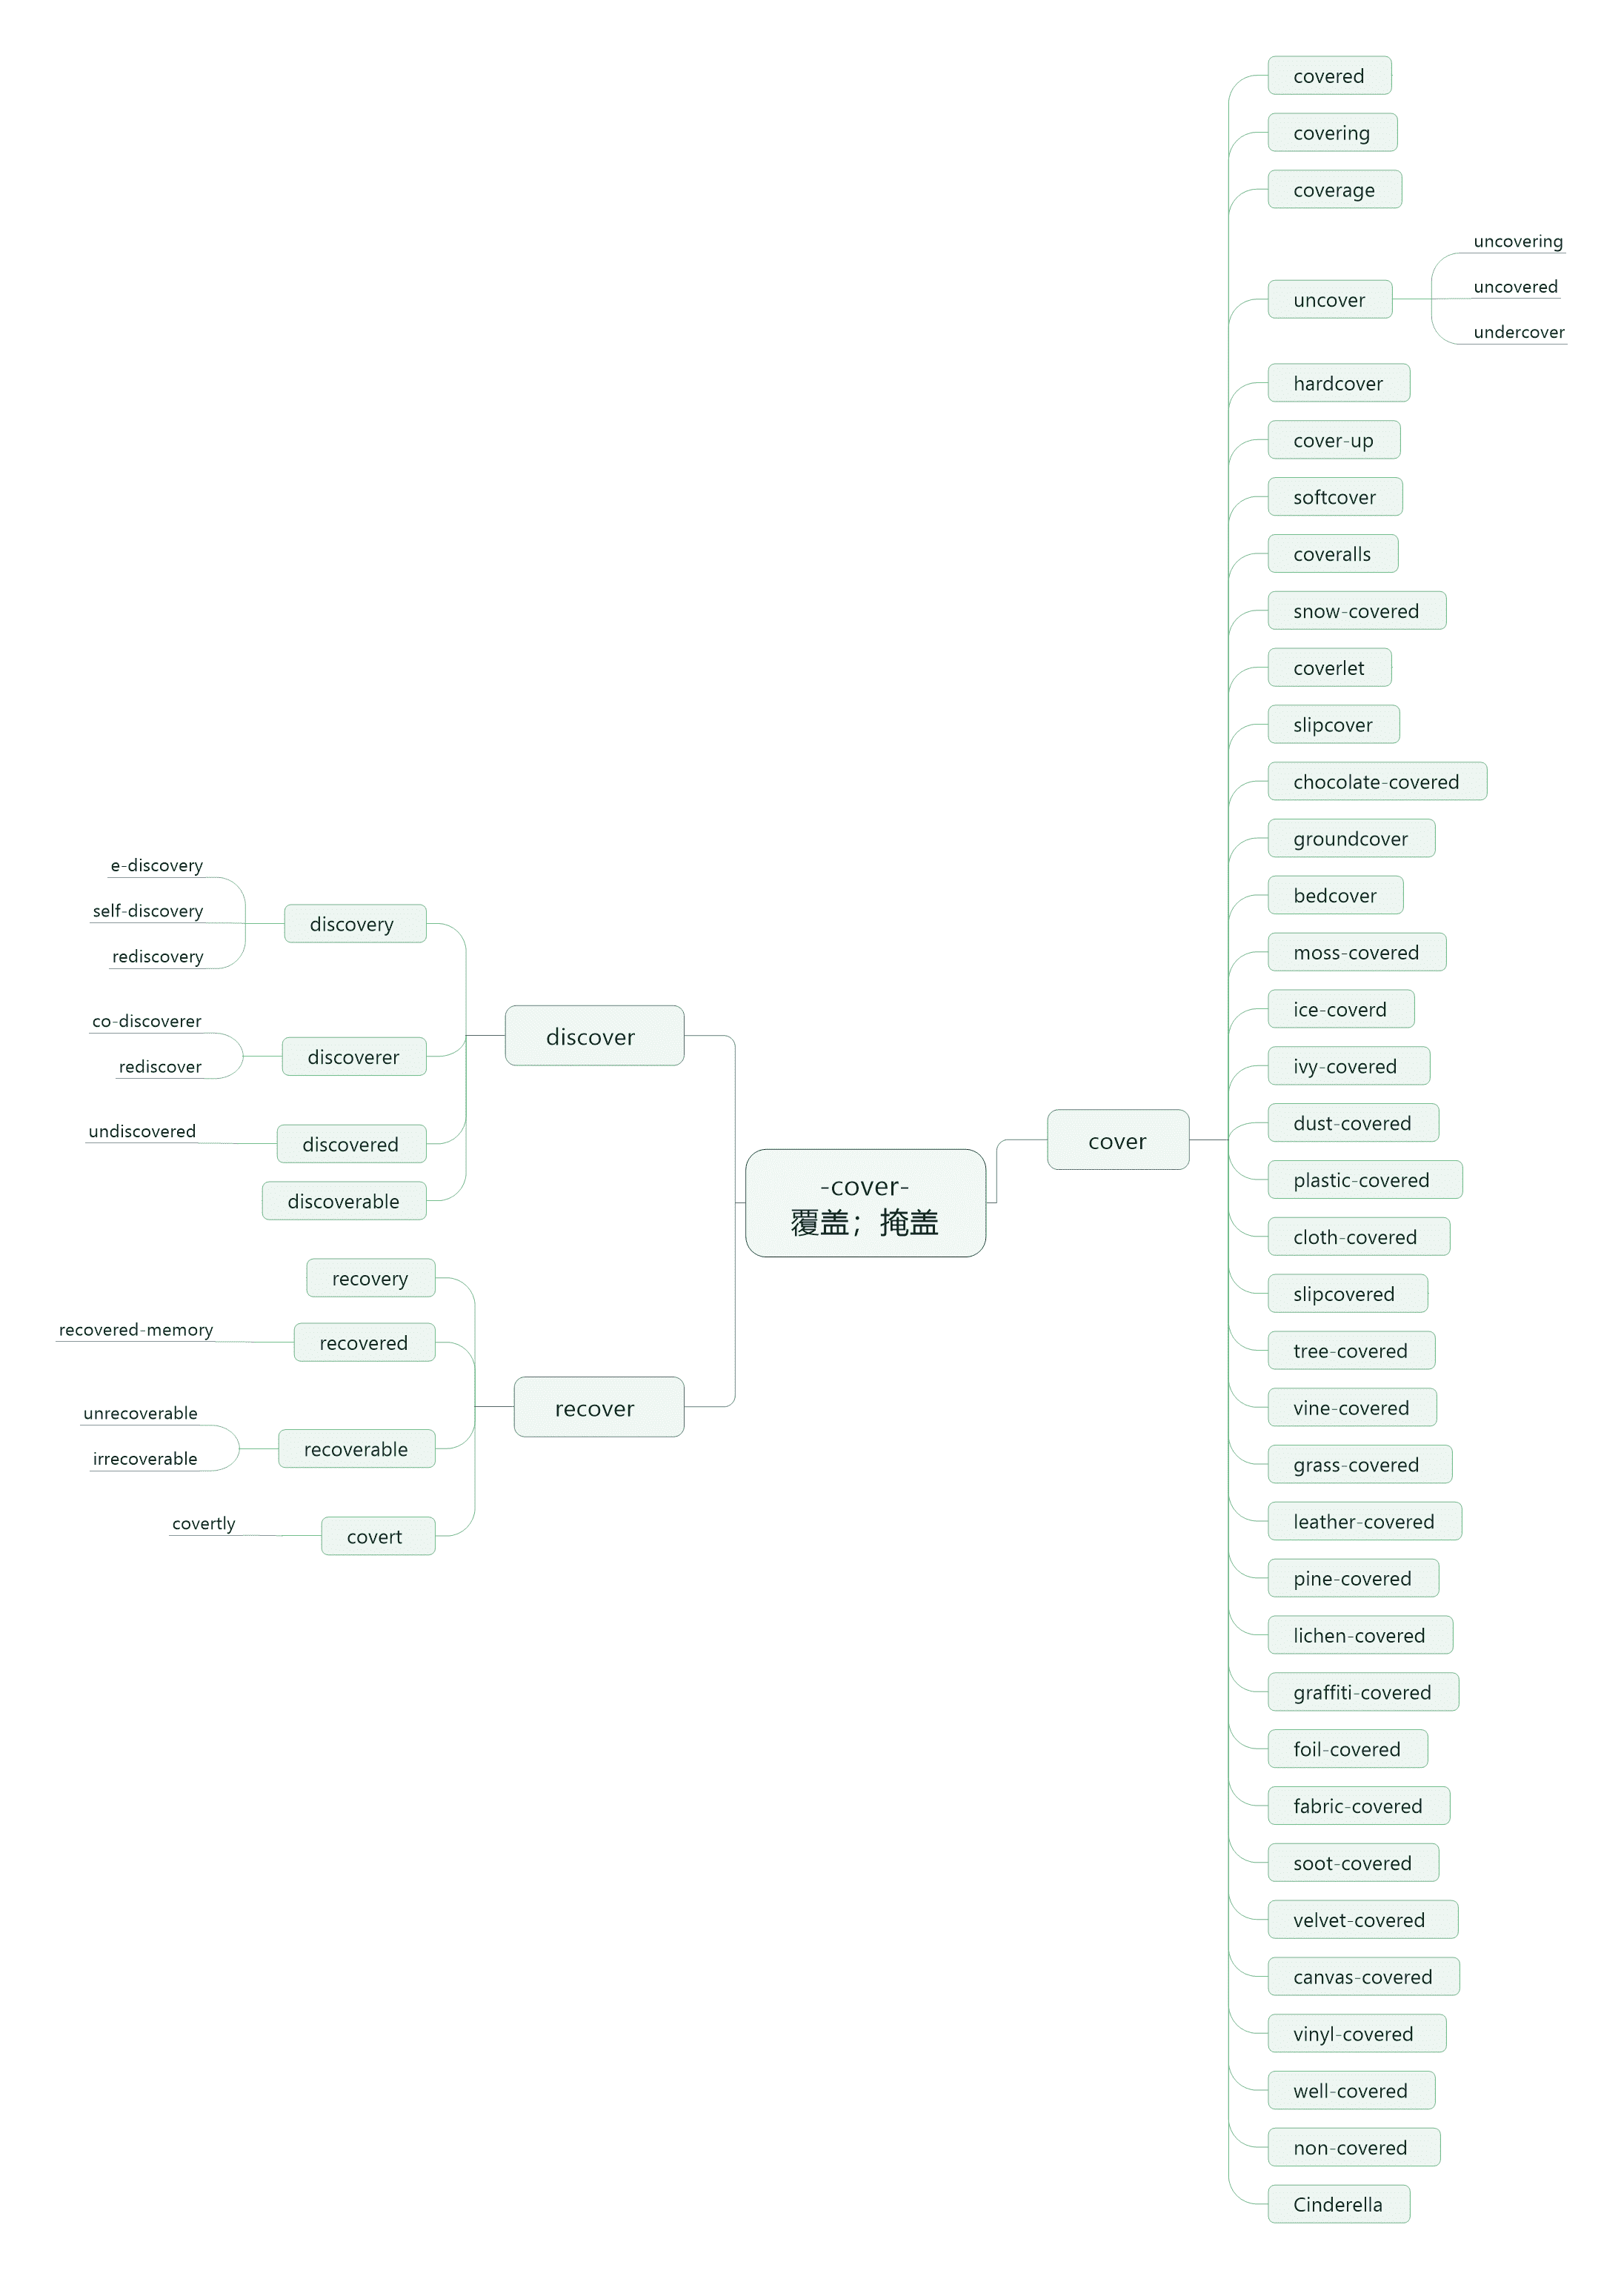 -cover-
覆盖；掩盖
cover
covered
covering
coverage
uncover
uncovering
uncovered
undercover
hardcover
cover-up
softcover
coveralls
snow-covered
coverlet
slipcover
chocolate-covered
groundcover
bedcover
moss-covered
ice-coverd
ivy-covered
dust-covered
plastic-covered
cloth-covered
slipcovered
tree-covered
vine-covered
grass-covered
leather-covered
pine-covered
lichen-covered
graffiti-covered
foil-covered
fabric-covered
soot-covered
velvet-covered
canvas-covered
vinyl-covered
well-covered
non-covered
Cinderella
discover
discovery
e-discovery
self-discovery
rediscovery
discoverer
co-discoverer
rediscover
discovered
undiscovered
discoverable
recover
recovery
recovered
recovered-memory
recoverable
unrecoverable
irrecoverable
covert
covertly